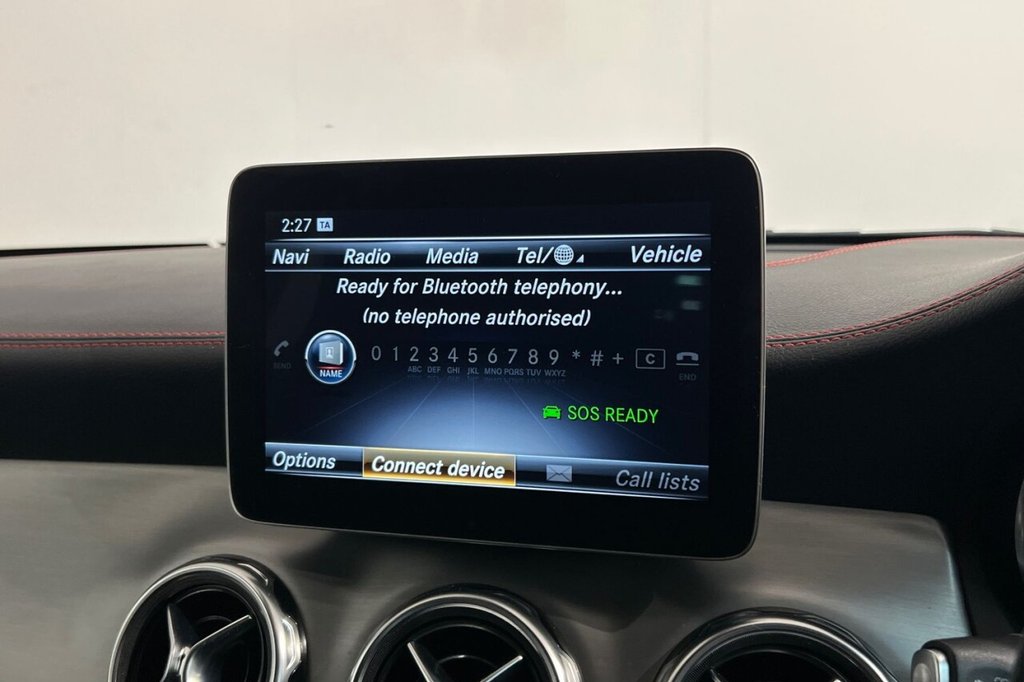 2:27 TA
Navi Radio Media Tel/ Vehicle
Ready for Bluetooth telephony...
(no telephone authorised)
SEND NAME 0 1 2 3 4 5 6 7 8 9 * # + C END
ABC DEF GHI JKL MNO PQRS TUV WXYZ
SOS READY
Options Connect device Call lists